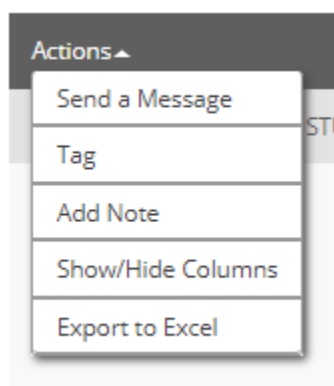 Actions
Send a Message
Tag
Add Note
Show/Hide Columns
Export to Excel